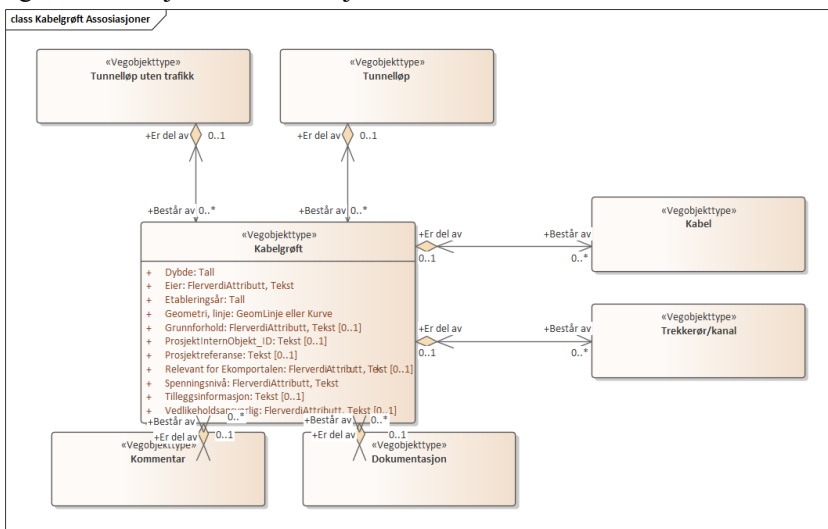 class Kabelgrøft Assosiasjoner
«Vegobjekttype»
Tunnelløp uten trafikk
«Vegobjekttype»
Tunnelløp
+Er del av 0..1
+Er del av 0..1
+Består av 0..*
+Består av 0..*
«Vegobjekttype»
Kabelgrøft
+ Dybde: Tall
+ Eier: FlerverdiAttributt, Tekst
+ Etableringsår: Tall
+ Geometri, linje: GeomLinje eller Kurve
+ Grunnforhold: FlerverdiAttributt, Tekst [0..1]
+ ProsjektInternObjekt_ID: Tekst [0..1]
+ Prosjektreferanse: Tekst [0..1]
+ Relevant for Ekomportalen: FlerverdiAttributt, Tekst [0..1]
+ Spenningsnivå: FlerverdiAttributt, Tekst
+ Tilleggsinformasjon: Tekst [0..1]
+ Vedlikeholdsansvarlig: FlerverdiAttributt, Tekst [0..1]
+Er del av
0..1
+Består av
0..*
«Vegobjekttype»
Kabel
+Er del av
0..1
+Består av
0..*
«Vegobjekttype»
Trekkerør/kanal
+Består av 0..*
+Er del av 0..1
«Vegobjekttype»
Kommentar
+Består av 0..*
+Er del av 0..1
«Vegobjekttype»
Dokumentasjon